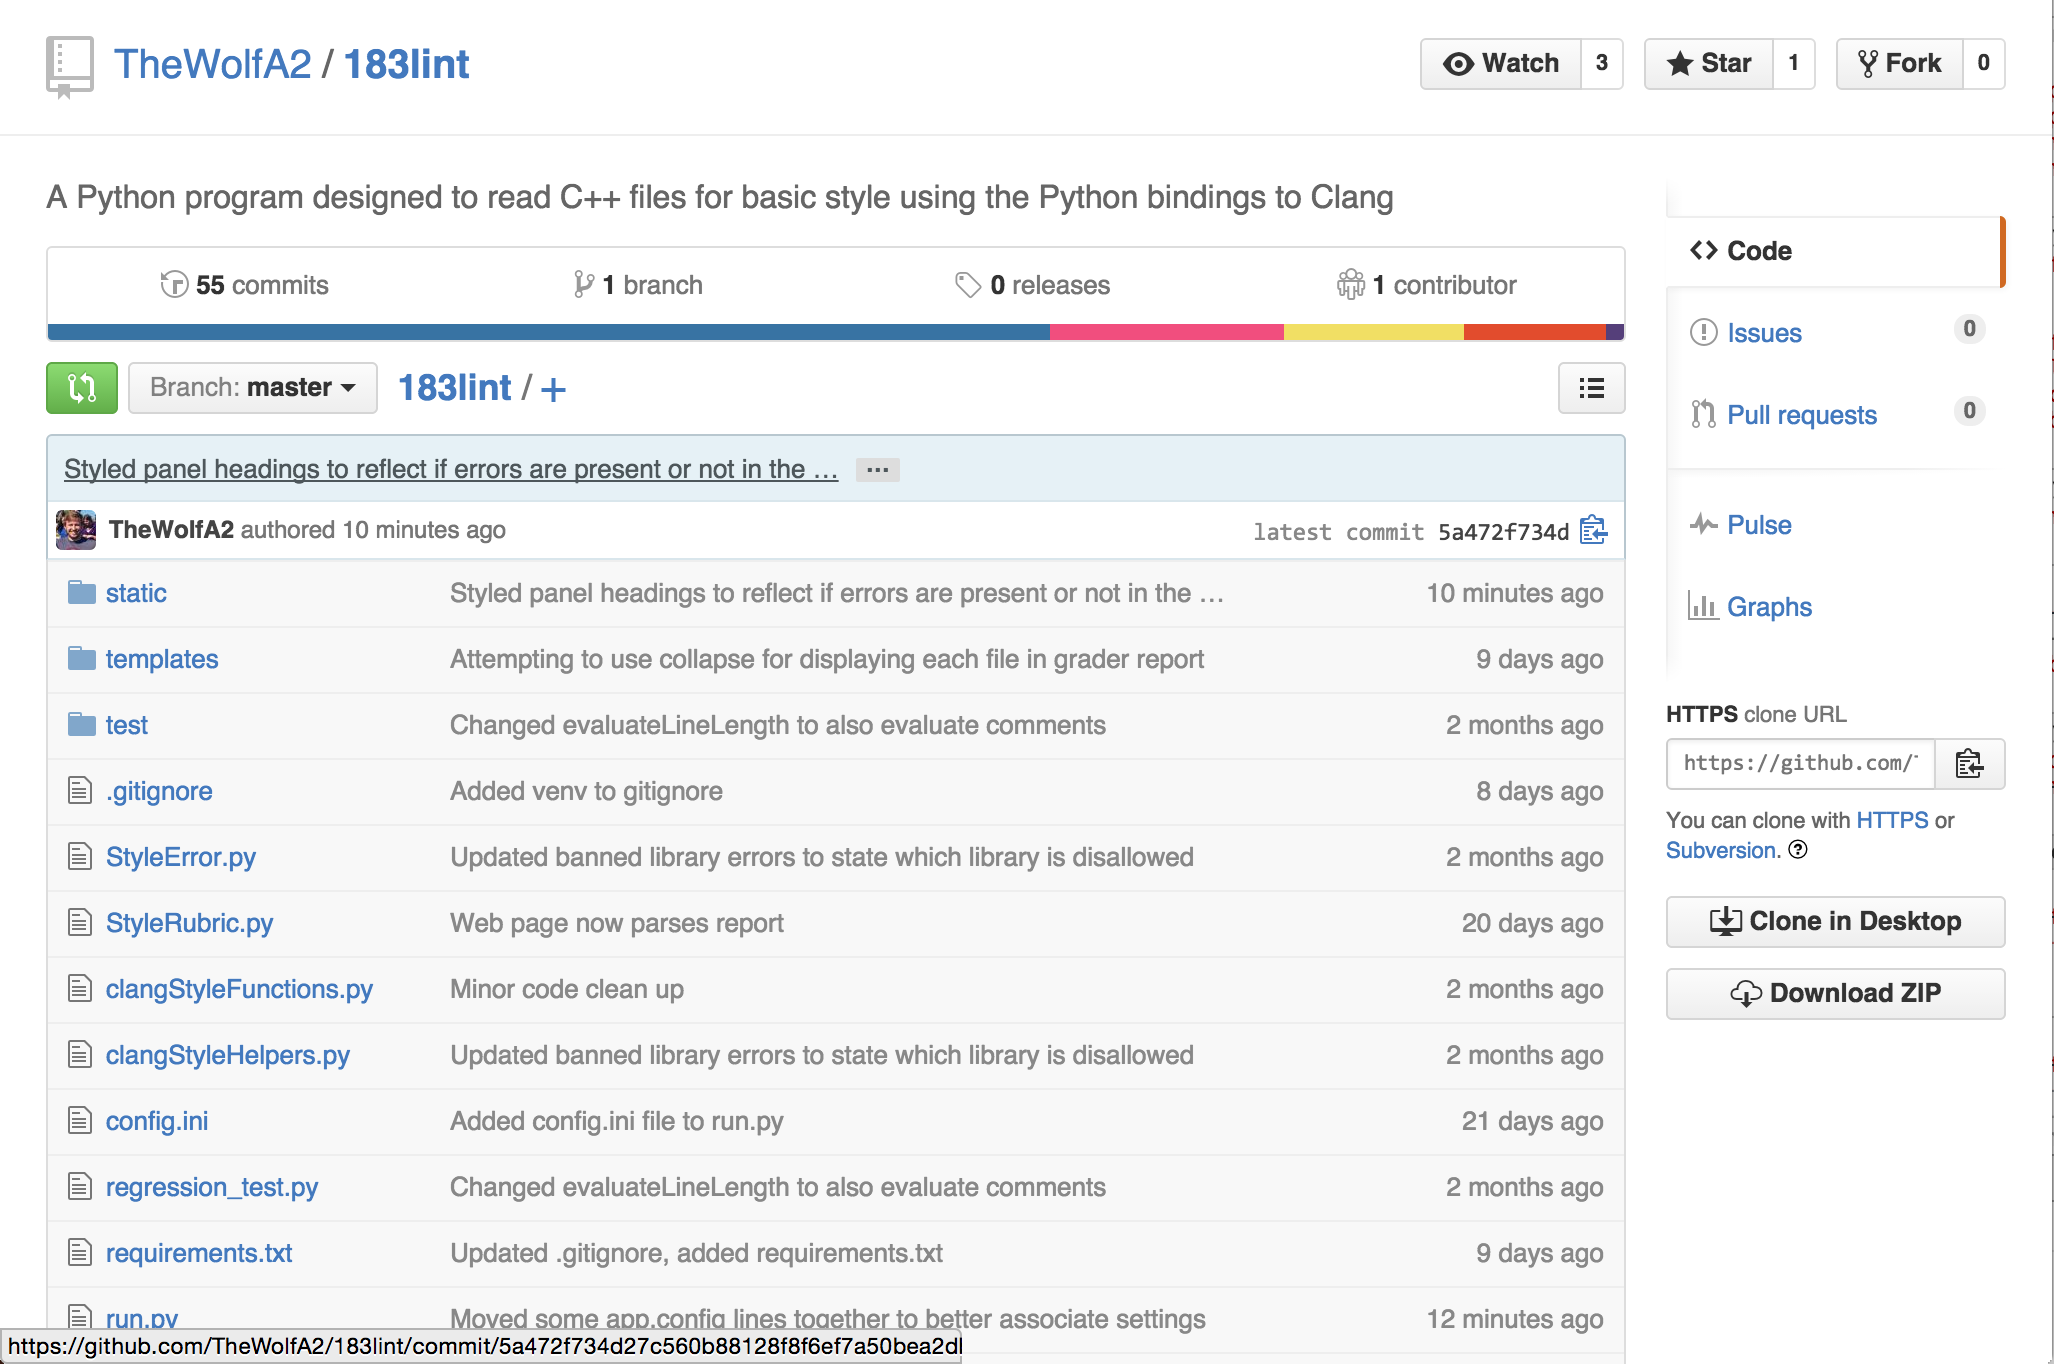 TheWolfA2 / 183lint
Watch 3 Star 1 Fork 0
A Python program designed to read C++ files for basic style using the Python bindings to Clang
55 commits 1 branch 0 releases 1 contributor
Branch: master 183lint / +
Styled panel headings to reflect if errors are present or not in the … ...
TheWolfA2 authored 10 minutes ago latest commit 5a472f734d
static Styled panel headings to reflect if errors are present or not in the … 10 minutes ago
templates Attempting to use collapse for displaying each file in grader report 9 days ago
test Changed evaluateLineLength to also evaluate comments 2 months ago
.gitignore Added venv to gitignore 8 days ago
StyleError.py Updated banned library errors to state which library is disallowed 2 months ago
StyleRubric.py Web page now parses report 20 days ago
clangStyleFunctions.py Minor code clean up 2 months ago
clangStyleHelpers.py Updated banned library errors to state which library is disallowed 2 months ago
config.ini Added config.ini file to run.py 21 days ago
regression_test.py Changed evaluateLineLength to also evaluate comments 2 months ago
requirements.txt Updated .gitignore, added requirements.txt 9 days ago
run.py Moved some app.config lines together to better associate settings 12 minutes ago
https://github.com/TheWolfA2/183lint/commit/5a472f734d27c560b88128f8f6ef7a50bea2d
Code
Issues 0
Pull requests 0
Pulse
Graphs
HTTPS clone URL
https://github.com/
You can clone with HTTPS or
Subversion.
Clone in Desktop
Download ZIP